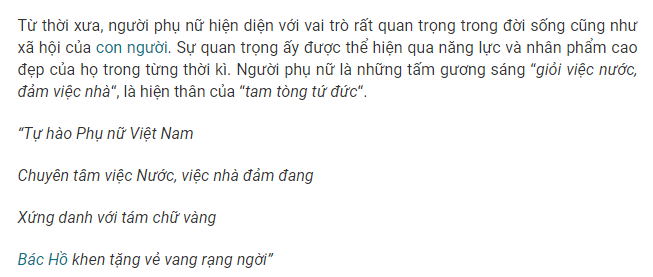 Từ thời xưa, người phụ nữ hiện diện với vai trò rất quan trọng trong đời sống cũng như
xã hội của con người. Sự quan trọng ấy được thể hiện qua năng lực và nhân phẩm cao
đẹp của họ trong từng thời kì. Người phụ nữ là những tấm gương sáng “giỏi việc nước,
đảm việc nhà“, là hiện thân của “tam tòng tứ đức“.
“Tự hào Phụ nữ Việt Nam
Chuyên tâm việc Nước, việc nhà đảm đang
Xứng danh với tám chữ vàng
Bác Hồ khen tặng vẻ vang rạng ngời”